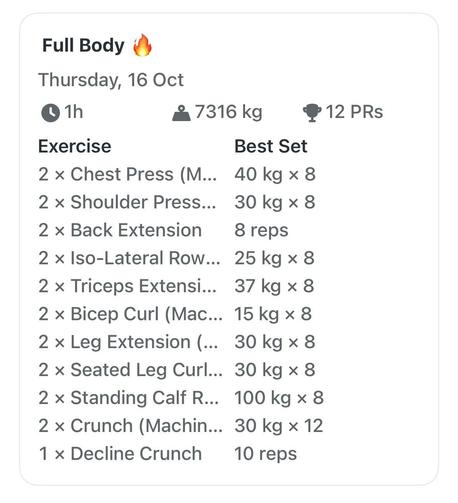 Full Body 🔥
Thursday, 16 Oct
1h 7316 kg 12 PRs
Exercise Best Set
2 × Chest Press (M... 40 kg × 8
2 × Shoulder Press... 30 kg × 8
2 × Back Extension 8 reps
2 × Iso-Lateral Row... 25 kg × 8
2 × Triceps Extensi... 37 kg × 8
2 × Bicep Curl (Mac... 15 kg × 8
2 × Leg Extension (... 30 kg × 8
2 × Seated Leg Curl... 30 kg × 8
2 × Standing Calf R... 100 kg × 8
2 × Crunch (Machin... 30 kg × 12
1 × Decline Crunch 10 reps